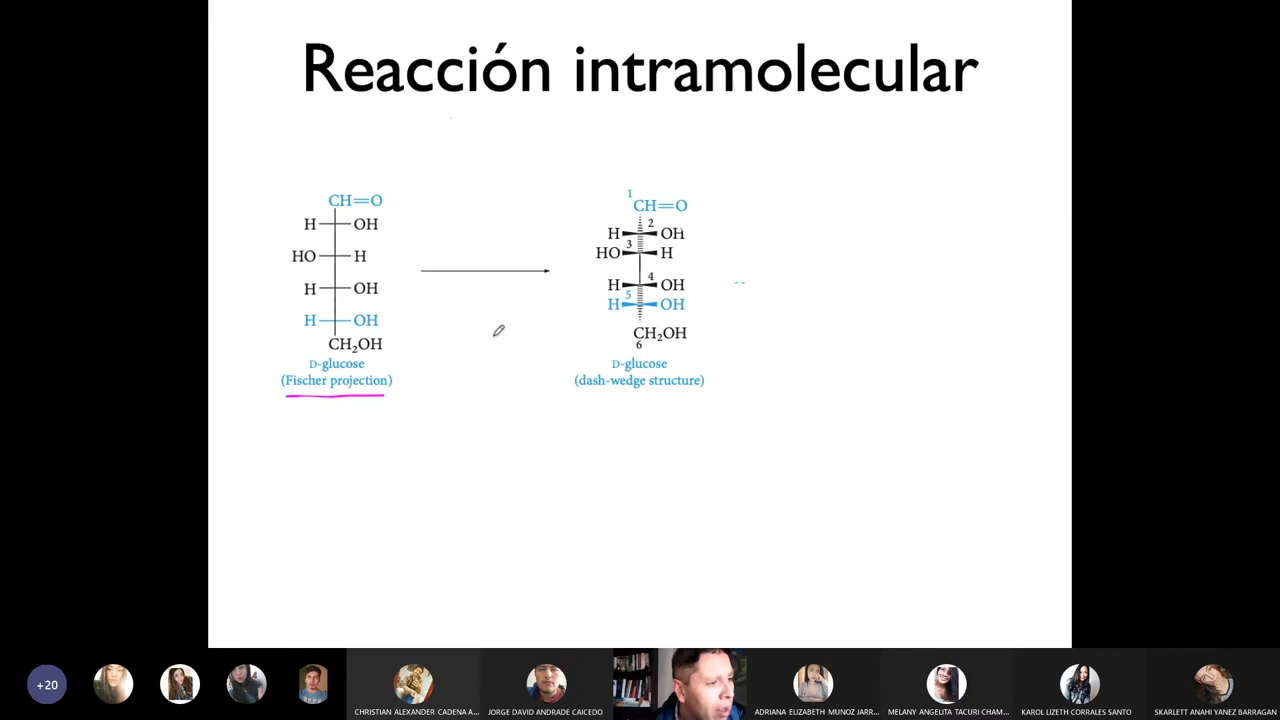 Reacción intramolecular
CH=O
H OH
HO H
H OH
H OH
CH₂OH
D-glucose
(Fischer projection)
1
CH=O
2
H OH
3
HO H
4
H OH
5
H OH
CH₂OH
6
D-glucose
(dash-wedge structure)
+20
CHRISTIAN ALEXANDER CADENA A...
JORGE DAVID ANDRADE CAICEDO
ADRIANA ELIZABETH MUNOZ JARR...
MELANY ANGELITA TACURI CHAM...
KAROL LIZETH CORRALES SANTO
SKARLETT ANAHI YANEZ BARRAGAN